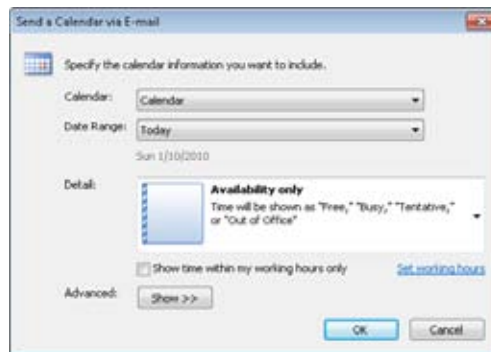 Send a Calendar via E-mail
Specify the calendar information you want to include.
Calendar: Calendar
Date Range: Today
Sun 1/10/2010
Detail: Availability only
Time will be shown as "Free," "Busy," "Tentative,"
or "Out of Office"
Show time within my working hours only Set working hours
Advanced: Show >>
OK Cancel